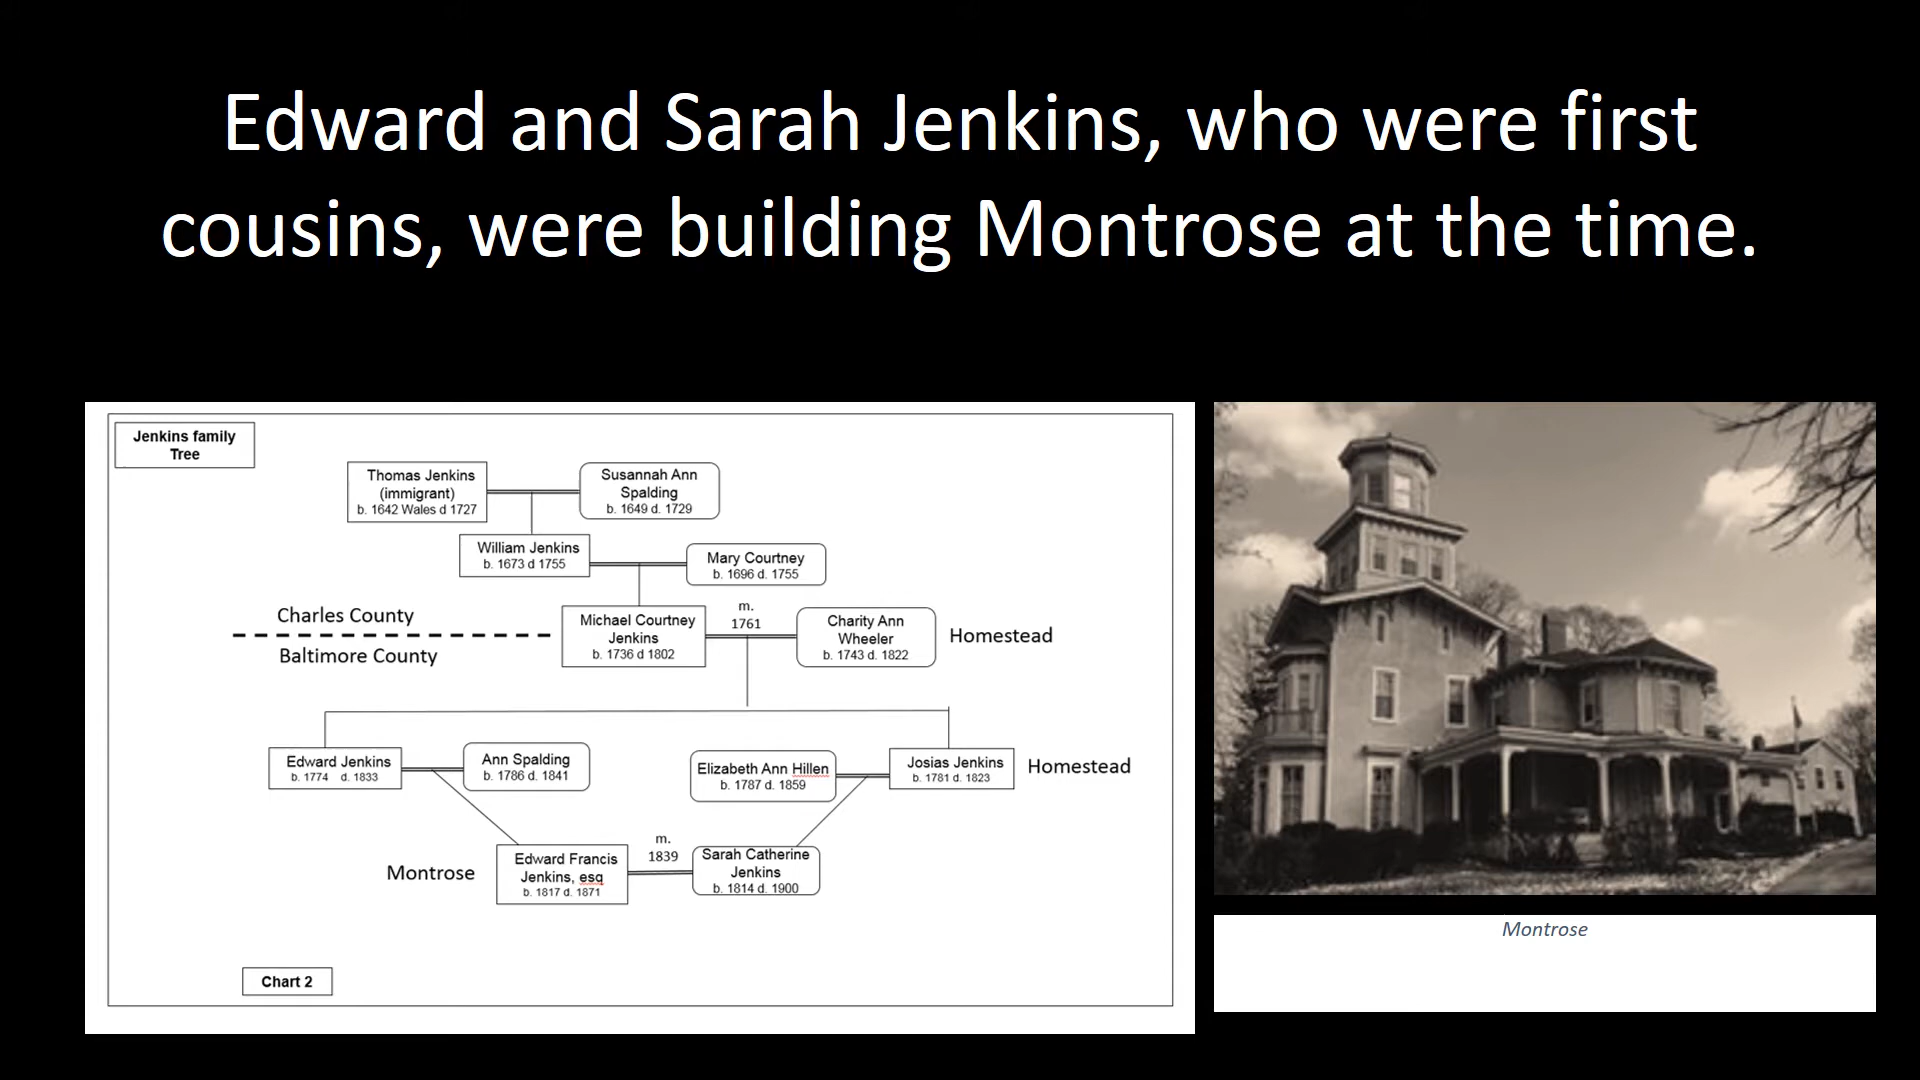 Edward and Sarah Jenkins, who were first
cousins, were building Montrose at the time.
Jenkins family
Tree
Thomas Jenkins
(immigrant)
b. 1642 Wales d 1727
Susannah Ann
Spalding
b. 1649 d. 1729
William Jenkins
b. 1673 d 1755
Mary Courtney
b. 1696 d. 1755
Charles County
Baltimore County
Michael Courtney
Jenkins
b. 1736 d 1802
m.
1761
Charity Ann
Wheeler
b. 1743 d. 1822
Homestead
Edward Jenkins
b. 1774 d. 1833
Ann Spalding
b. 1786 d. 1841
Elizabeth Ann Hillen
b. 1787 d. 1859
Josias Jenkins
b. 1781 d. 1823
Homestead
Montrose
Edward Francis
Jenkins, esq
b. 1817 d. 1871
m.
1839
Sarah Catherine
Jenkins
b. 1814 d. 1900
Chart 2
Montrose